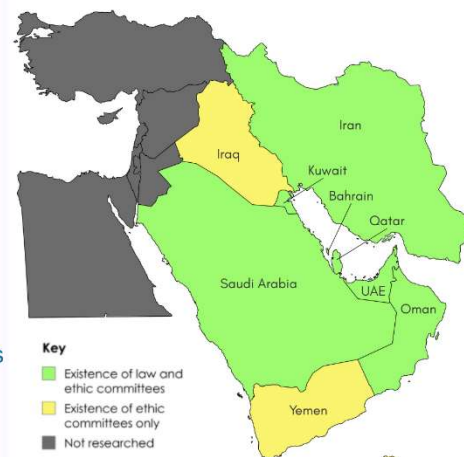 Iran
Iraq
Kuwait
Bahrain
Qatar
Saudi Arabia
UAE
Oman
Yemen
Key
Existence of law and
ethic committees
Existence of ethic
committees only
Not researched
s